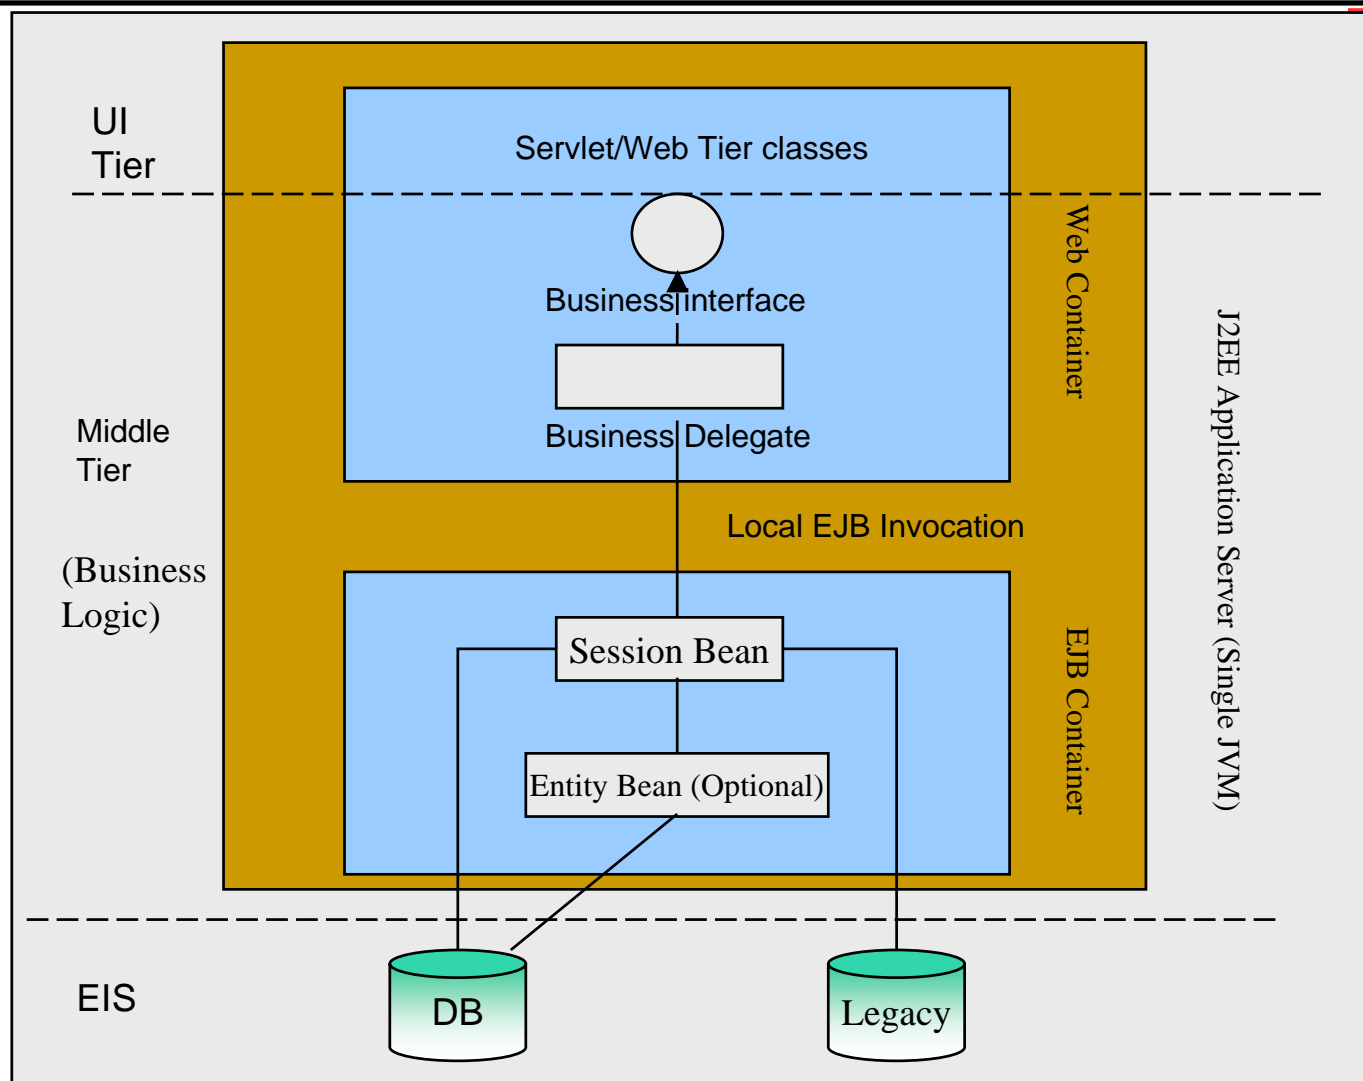 UI
Tier
Servlet/Web Tier classes
Web Container
Business interface
J2EE Application Server (Single JVM)
Middle
Tier
Business Delegate
Local EJB Invocation
(Business
Logic)
EJB Container
Session Bean
Entity Bean (Optional)
EIS
DB
Legacy